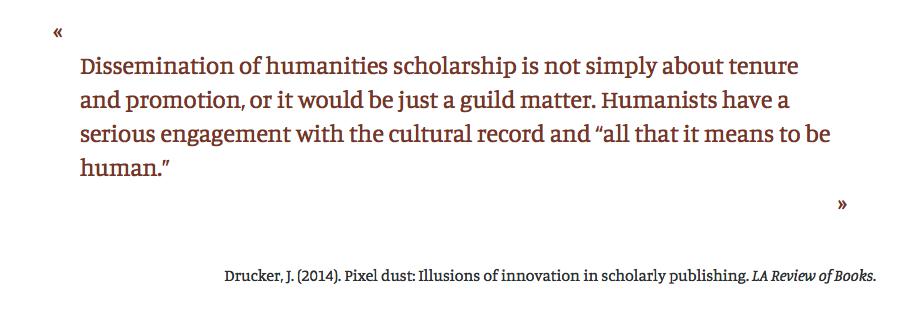 «
Dissemination of humanities scholarship is not simply about tenure
and promotion, or it would be just a guild matter. Humanists have a
serious engagement with the cultural record and “all that it means to be
human.”
»
Drucker, J. (2014). Pixel dust: Illusions of innovation in scholarly publishing. LA Review of Books.